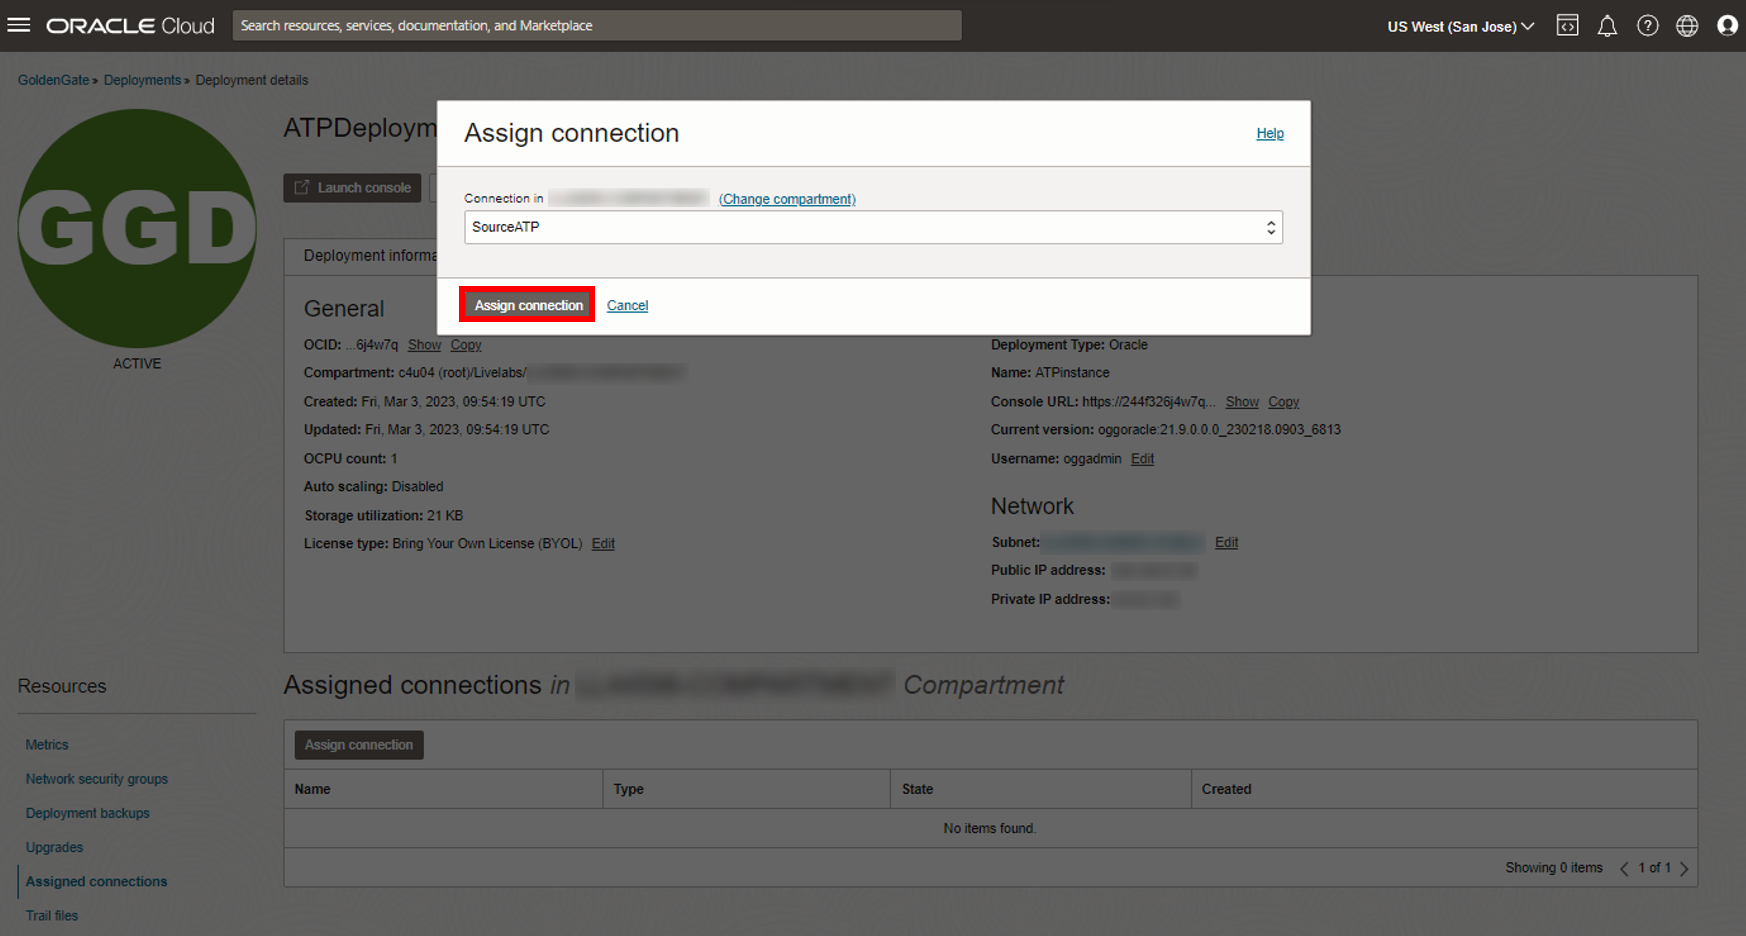 ORACLE Cloud
Search resources, services, documentation, and Marketplace
US West (San Jose)
GoldenGate » Deployments » Deployment details
GGD
ACTIVE
ATPDeploym
Launch console
Deployment informa
Assign connection
Help
Connection in
(Change compartment)
SourceATP
Assign connection
Cancel
General
OCID: ...6j4w7q Show Copy
Compartment: c4u04 (root)/Livelabs/
Created: Fri, Mar 3, 2023, 09:54:19 UTC
Updated: Fri, Mar 3, 2023, 09:54:19 UTC
OCPU count: 1
Auto scaling: Disabled
Storage utilization: 21 KB
License type: Bring Your Own License (BYOL) Edit
Deployment Type: Oracle
Name: ATPinstance
Console URL: https://244f326j4w7q... Show Copy
Current version: oggoracle:21.9.0.0.0_230218.0903_6813
Username: oggadmin Edit
Network
Subnet: Edit
Public IP address:
Private IP address:
Resources
Metrics
Network security groups
Deployment backups
Upgrades
Assigned connections
Trail files
Assigned connections in Compartment
Assign connection
Name Type State Created
No items found.
Showing 0 items < 1 of 1 >